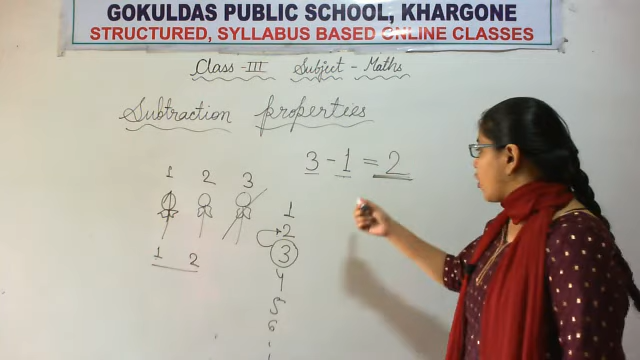 GOKULDAS PUBLIC SCHOOL, KHARGONE
STRUCTURED, SYLLABUS BASED ONLINE CLASSES
Class-III Subject - Maths
Subtraction properties
3 - 1 = 2
1 2 3
1 2
1
2
3
4
5
6